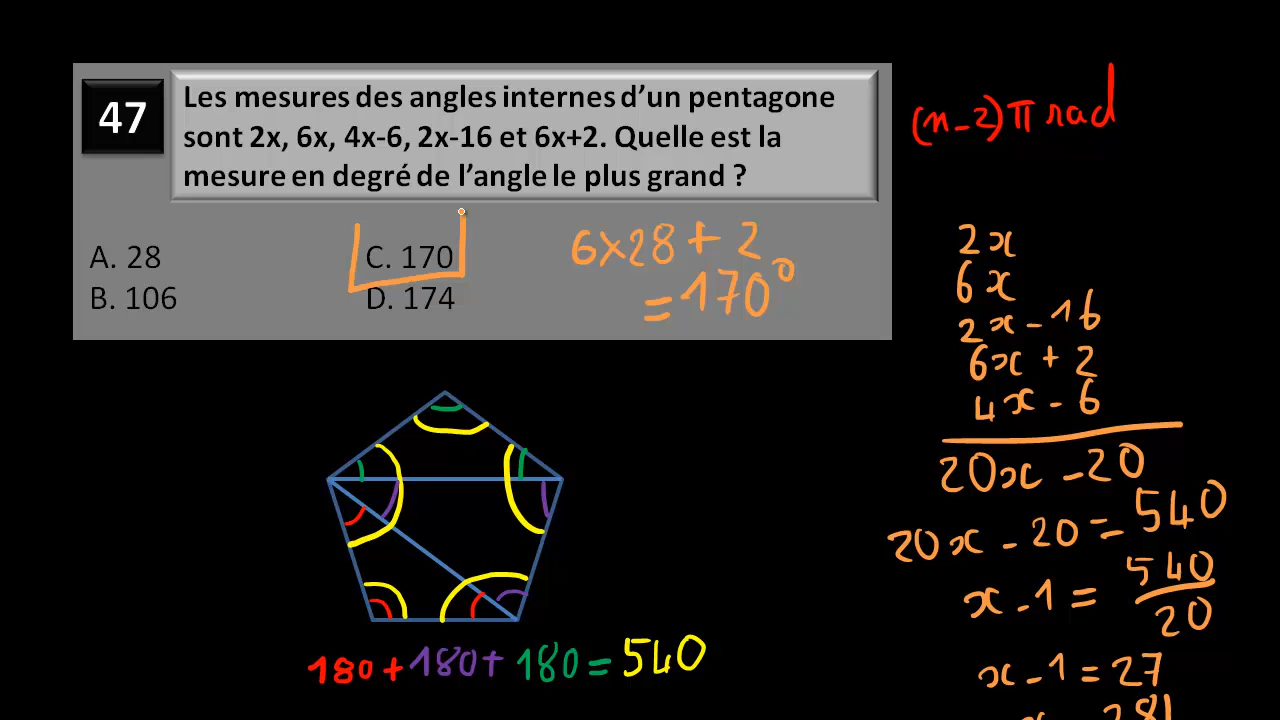 47
Les mesures des angles internes d’un pentagone
sont 2x, 6x, 4x-6, 2x-16 et 6x+2. Quelle est la
mesure en degré de l’angle le plus grand ?
A. 28
B. 106
C. 170
D. 174
6x28 + 2
= 170°
(n-2) π rad
2x
6x
2x - 16
6x + 2
4x - 6
20x - 20
20x - 20 = 540
x - 1 = 540
20
x - 1 = 27
180 + 180 + 180 = 540